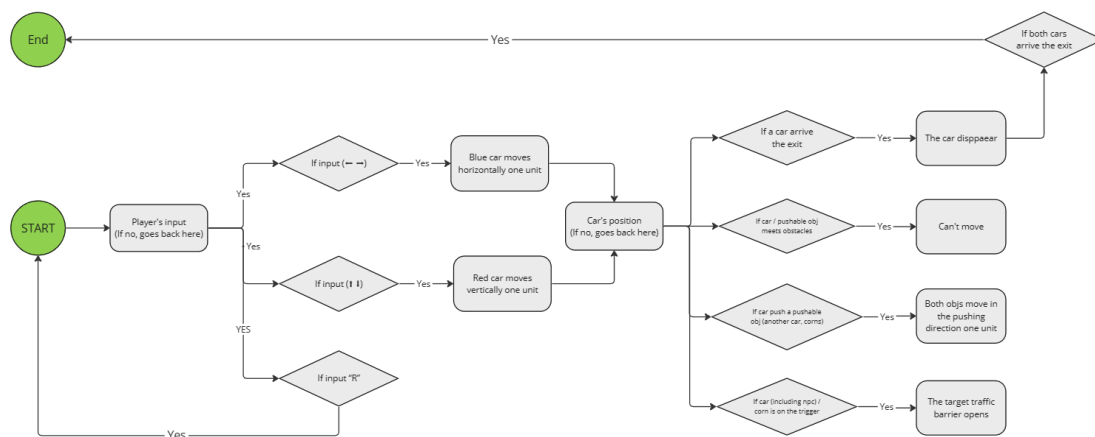 End
Yes
If both cars
arrive the exit
If a car arrive
the exit
Yes
The car disppaear
If input (← →)
Yes
Blue car moves
horizontally one unit
Yes
START
Player's input
(If no, goes back here)
Yes
Car's position
(If no, goes back here)
If car / pushable obj
meets obstacles
Yes
Can't move
If input (⬆⬇)
Yes
Red car moves
vertically one unit
If car push a pushable
obj (another car, corns)
Yes
Both objs move in
the pushing
direction one unit
YES
If input “R”
Yes
If car (including npc) /
corn is on the trigger
Yes
The target traffic
barrier opens